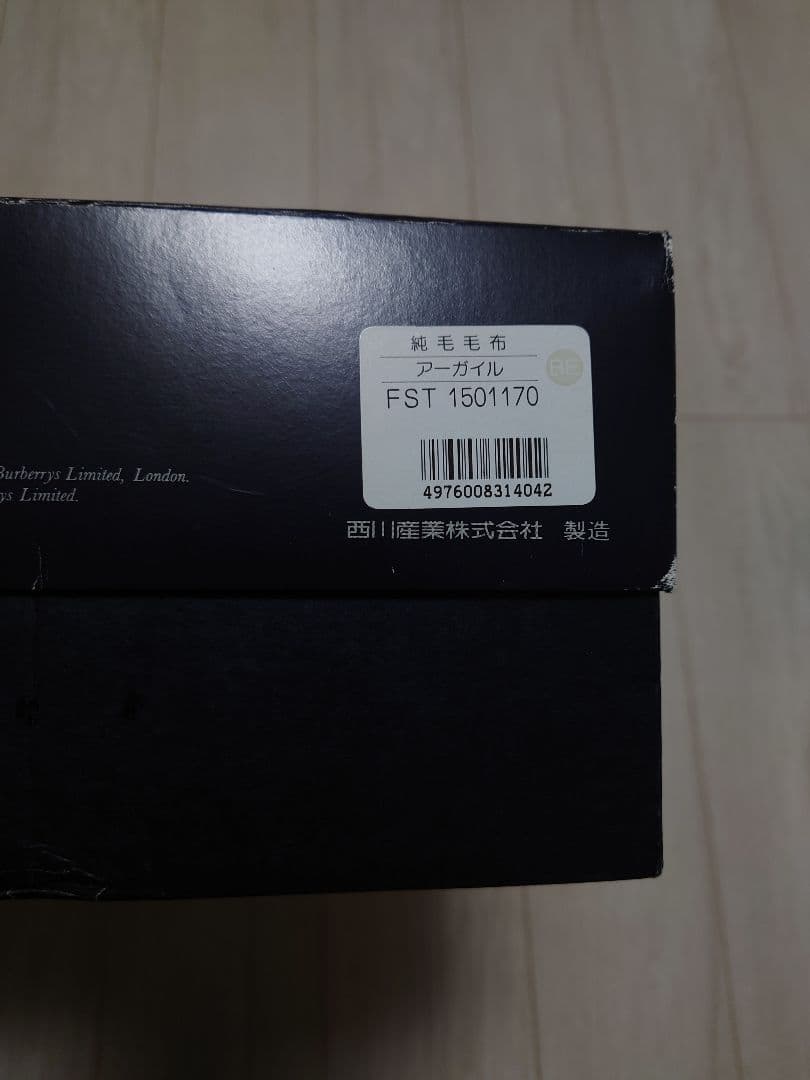 純毛毛布
アーガイル
BE
FST 1501170
4976008314042
Burberrys Limited, London.
ys Limited.
西川産業株式会社 製造